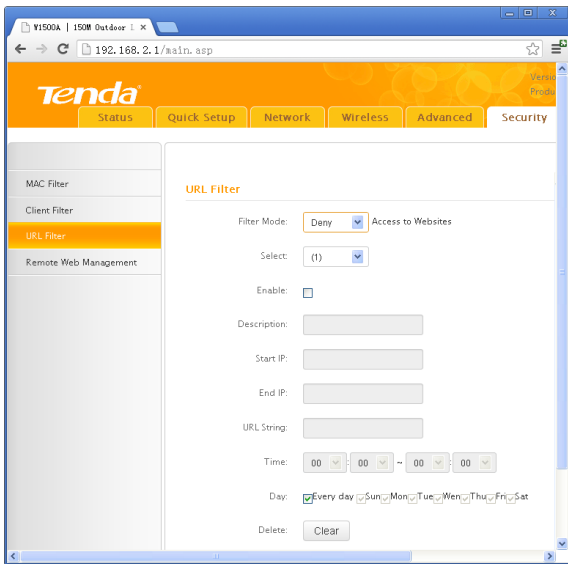 W1500A | 150M Outdoor
192.168.2.1/main.asp
Tenda
Versio
Produ
Status Quick Setup Network Wireless Advanced Security
MAC Filter
Client Filter
URL Filter
Remote Web Management
URL Filter
Filter Mode: Deny Access to Websites
Select: (1)
Enable:
Description:
Start IP:
End IP:
URL String:
Time: 00 : 00 ~ 00 : 00
Day: Every day Sun Mon Tue Wen Thu Fri Sat
Delete: Clear